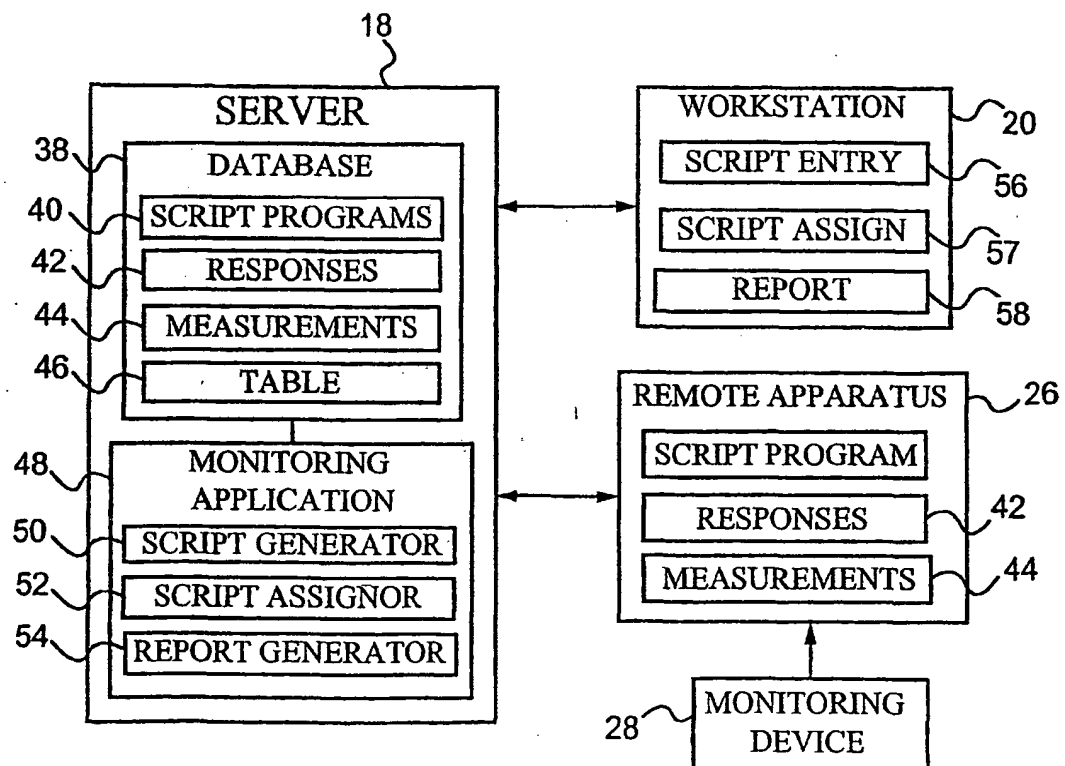 18
SERVER
38
DATABASE
40
SCRIPT PROGRAMS
42
RESPONSES
44
MEASUREMENTS
46
TABLE
48
MONITORING
APPLICATION
50
SCRIPT GENERATOR
52
SCRIPT ASSIGNOR
54
REPORT GENERATOR
WORKSTATION
20
SCRIPT ENTRY
56
SCRIPT ASSIGN
57
REPORT
58
REMOTE APPARATUS
26
SCRIPT PROGRAM
RESPONSES
42
MEASUREMENTS
44
28
MONITORING
DEVICE